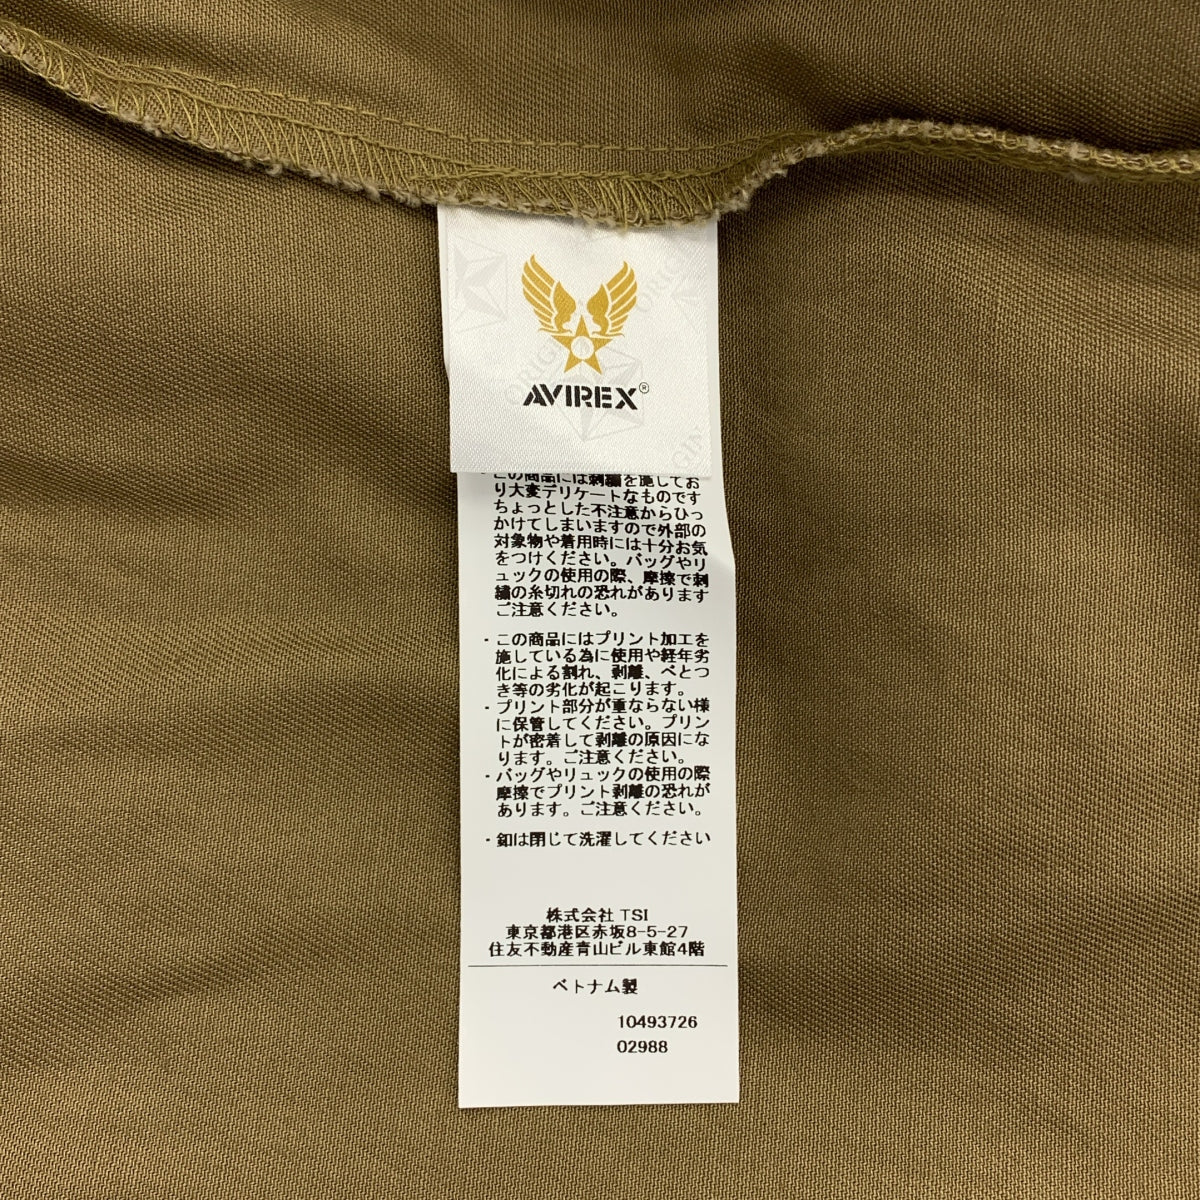 AVIREX®
・この商品には刺繍を施してお
り大変デリケートなものです
ちょっとした不注意からひっ
かけてしまいますので外部の
対象物や着用時には十分お気
をつけください。バッグやリ
ュックの使用の際、摩擦で刺
繍の糸切れの恐れがあります
ご注意ください。
・この商品にはプリント加工を
施している為に使用や経年劣
化による割れ、剥離、べとつ
き等の劣化が起こります。
・プリント部分が重ならない様
に保管してください。プリン
トが密着して剥離の原因にな
ります。ご注意ください。
・バッグやリュックの使用の際
摩擦でプリント剥離の恐れが
あります。ご注意ください。
・釦は閉じて洗濯してください
株式会社 TSI
東京都港区赤坂8-5-27
住友不動産青山ビル東館4階
ベトナム製
10493726
02988